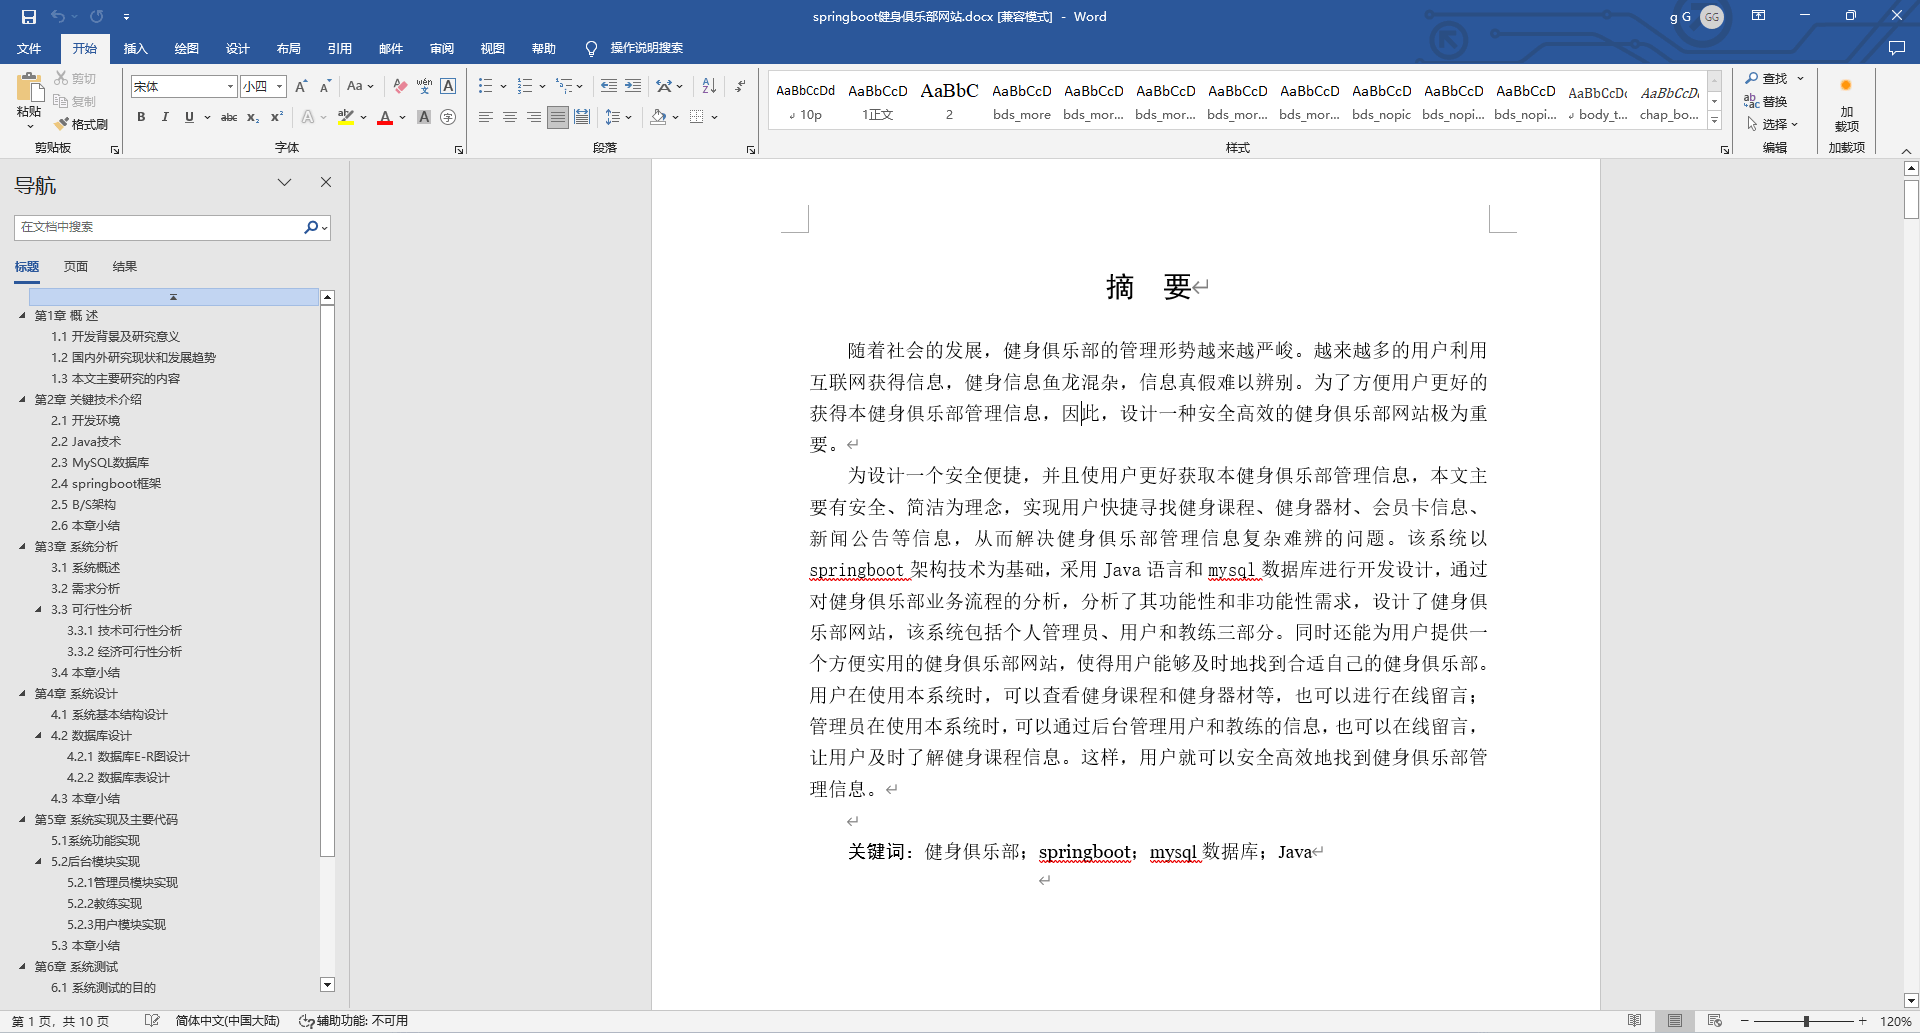 springboot健身俱乐部网站.docx [兼容模式] - Word
g G
GG
文件 开始 插入 绘图 设计 布局 引用 邮件 审阅 视图 帮助 操作说明搜索
粘贴
剪切
复制
格式刷
剪贴板
宋体 小四
字体
段落
AaBbCcDd AaBbCcD AaBbC AaBbCcD AaBbCcD AaBbCcD AaBbCcD AaBbCcD AaBbCcD AaBbCcD AaBbCcD AaBbCcDc AaBbCcDı
10p 1正文 2 bds_more bds_mor... bds_mor... bds_mor... bds_mor... bds_nopic bds_nopi... bds_nopi... body_t... chap_bo...
样式
查找
替换
选择
编辑
加载项
加载项
导航
在文档中搜索
标题 页面 结果
第1章 概 述
1.1 开发背景及研究意义
1.2 国内外研究现状和发展趋势
1.3 本文主要研究的内容
第2章 关键技术介绍
2.1 开发环境
2.2 Java技术
2.3 MySQL数据库
2.4 springboot框架
2.5 B/S架构
2.6 本章小结
第3章 系统分析
3.1 系统概述
3.2 需求分析
3.3 可行性分析
3.3.1 技术可行性分析
3.3.2 经济可行性分析
3.4 本章小结
第4章 系统设计
4.1 系统基本结构设计
4.2 数据库设计
4.2.1 数据库E-R图设计
4.2.2 数据库表设计
4.3 本章小结
第5章 系统实现及主要代码
5.1系统功能实现
5.2后台模块实现
5.2.1管理员模块实现
5.2.2教练实现
5.2.3用户模块实现
5.3 本章小结
第6章 系统测试
6.1 系统测试的目的
摘 要
随着社会的发展，健身俱乐部的管理形势越来越严峻。越来越多的用户利用
互联网获得信息，健身信息鱼龙混杂，信息真假难以辨别。为了方便用户更好的
获得本健身俱乐部管理信息，因此，设计一种安全高效的健身俱乐部网站极为重
要。
为设计一个安全便捷，并且使用户更好获取本健身俱乐部管理信息，本文主
要有安全、简洁为理念，实现用户快捷寻找健身课程、健身器材、会员卡信息、
新闻公告等信息，从而解决健身俱乐部管理信息复杂难辨的问题。该系统以
springboot 架构技术为基础，采用 Java 语言和 mysql 数据库进行开发设计，通过
对健身俱乐部业务流程的分析，分析了其功能性和非功能性需求，设计了健身俱
乐部网站，该系统包括个人管理员、用户和教练三部分。同时还能为用户提供一
个方便实用的健身俱乐部网站，使得用户能够及时地找到合适自己的健身俱乐部。
用户在使用本系统时，可以查看健身课程和健身器材等，也可以进行在线留言；
管理员在使用本系统时，可以通过后台管理用户和教练的信息，也可以在线留言，
让用户及时了解健身课程信息。这样，用户就可以安全高效地找到健身俱乐部管
理信息。
关键词：健身俱乐部；springboot；mysql 数据库；Java
第 1 页，共 10 页 简体中文(中国大陆) 辅助功能: 不可用
120%